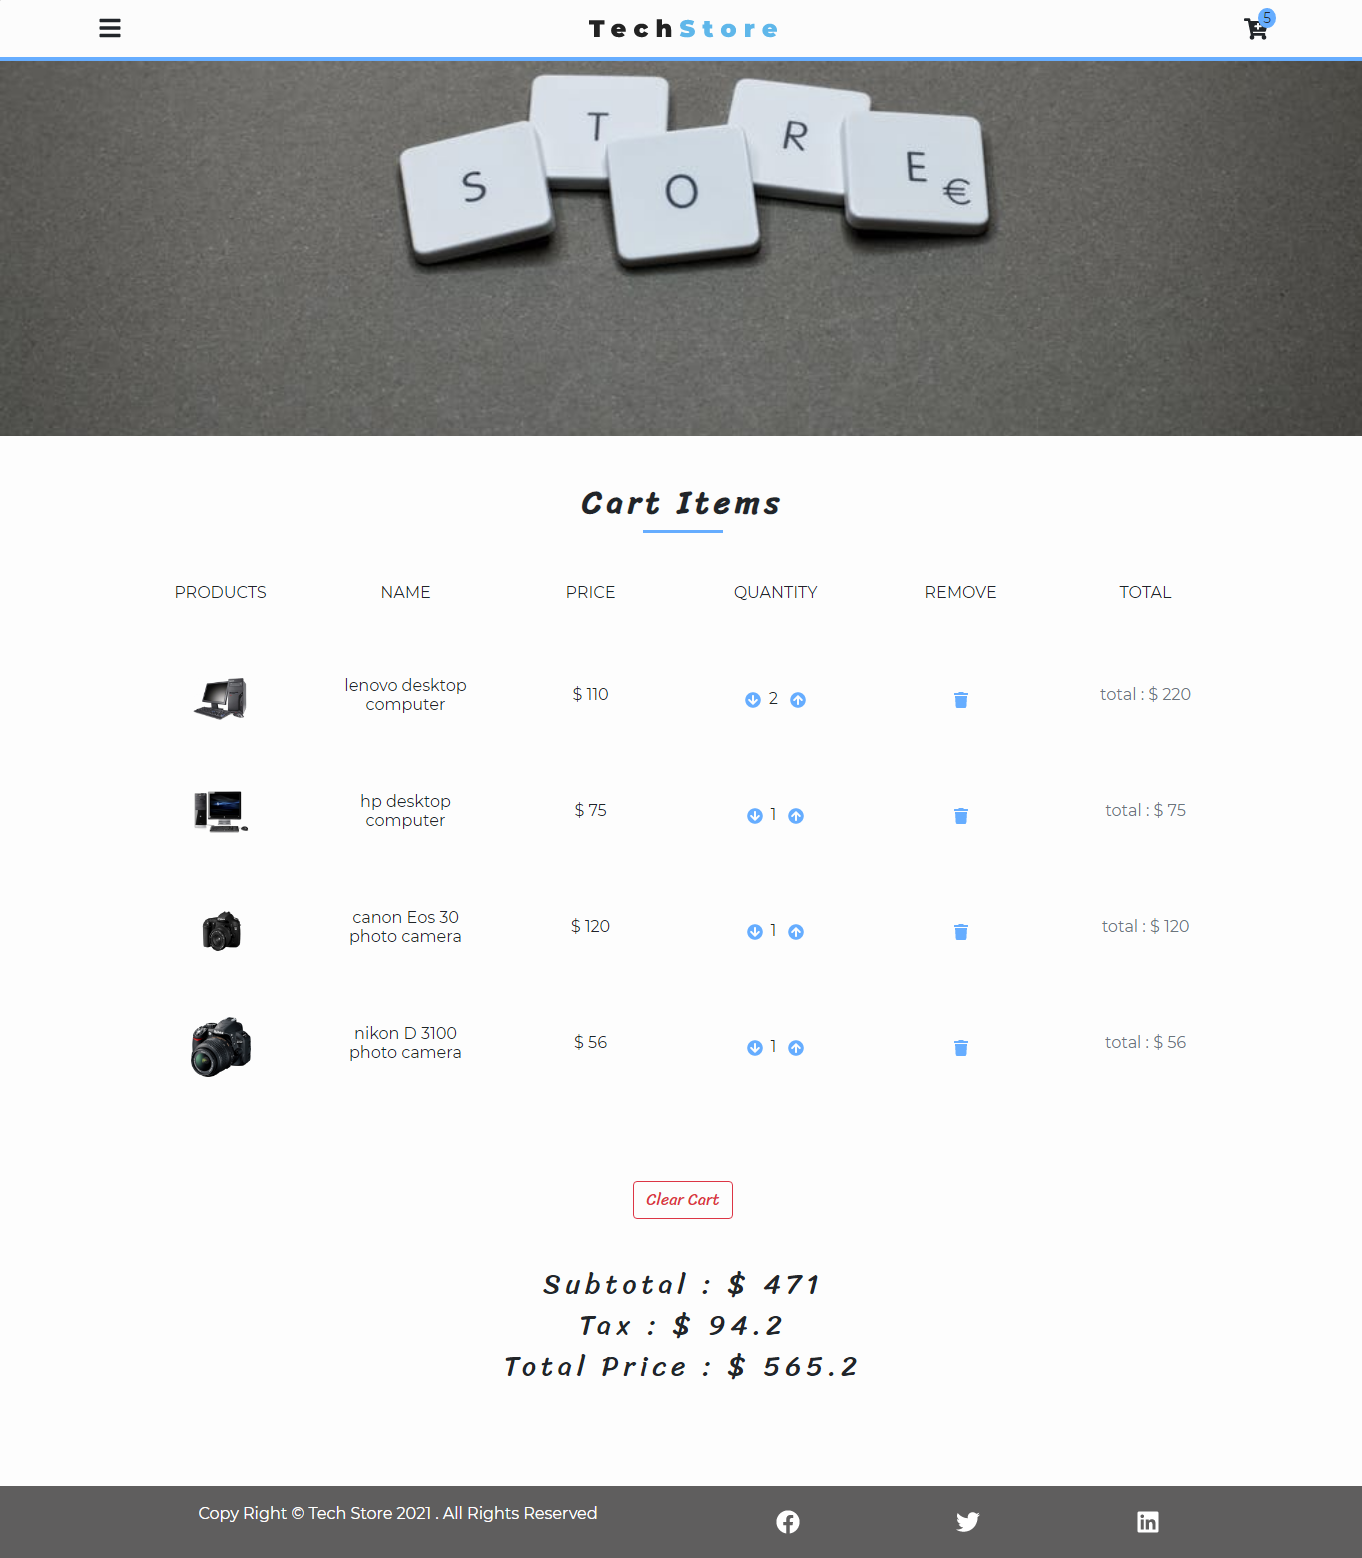 TechStore
5
T R
S O E €
Cart Items
PRODUCTS NAME PRICE QUANTITY REMOVE TOTAL
lenovo desktop
computer
$ 110
2
total : $ 220
hp desktop
computer
$ 75
1
total : $ 75
canon Eos 30
photo camera
$ 120
1
total : $ 120
nikon D 3100
photo camera
$ 56
1
total : $ 56
Clear Cart
Subtotal : $ 471
Tax : $ 94.2
Total Price : $ 565.2
Copy Right © Tech Store 2021 . All Rights Reserved